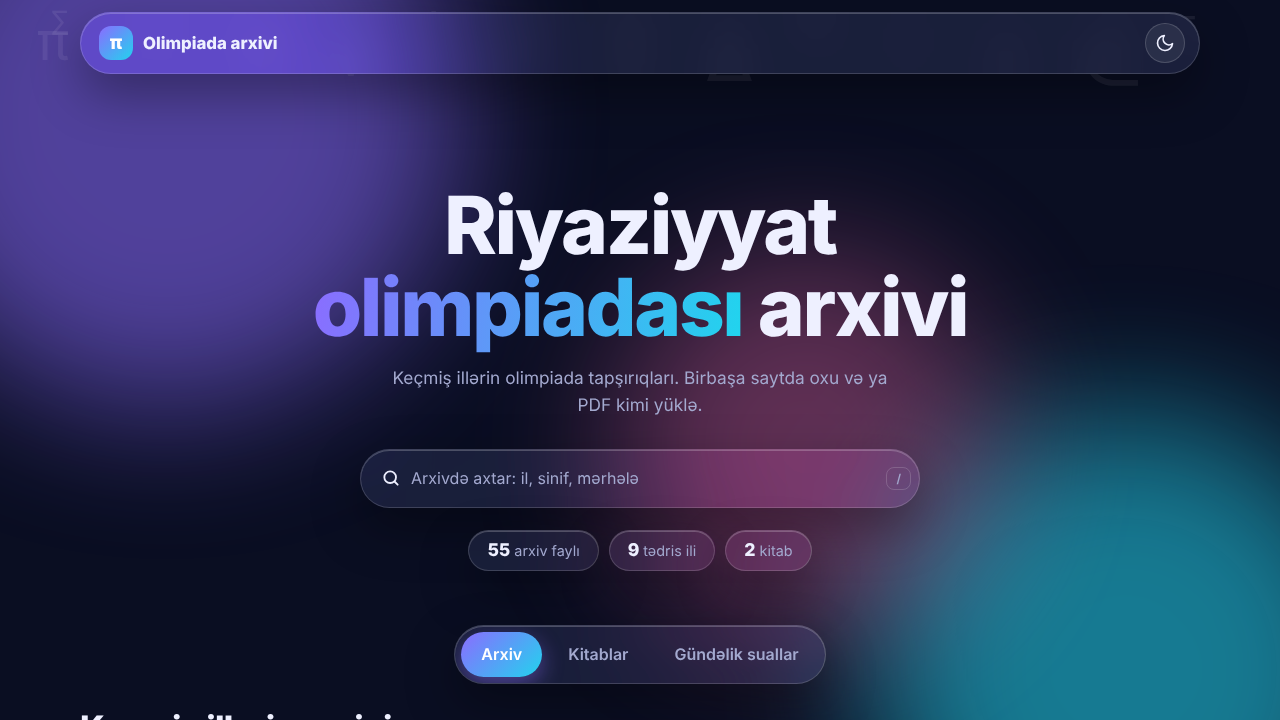 π Olimpiada arxivi
Riyaziyyat
olimpiadası arxivi
Keçmiş illərin olimpiada tapşırıqları. Birbaşa saytda oxu və ya
PDF kimi yüklə.
Arxivdə axtar: il, sinif, mərhələ /
55 arxiv faylı 9 tədris ili 2 kitab
Arxiv Kitablar Gündəlik suallar